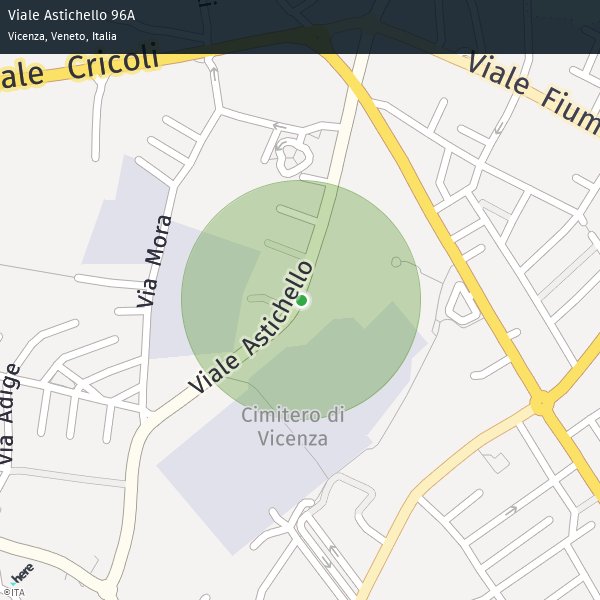 Viale Astichello 96A
Vicenza, Veneto, Italia
ale Cricoli
Viale Fium
Via Mora
Viale Astichello
Via Adige
Cimitero di
Vicenza
here
©ITA